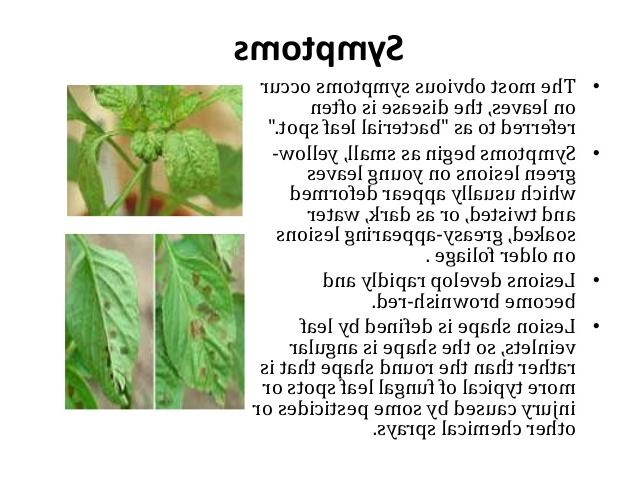 Symptoms
• The most obvious symptoms occur
on leaves, the disease is often
referred to as "bacterial leaf spot."
• Symptoms begin as small, yellow-
green lesions on young leaves
which usually appear deformed
and twisted, or as dark, water
soaked, greasy-appearing lesions
on older foliage .
• Lesions develop rapidly and
become brownish-red.
• Lesion shape is defined by leaf
veinlets, so the shape is angular
rather than the round shape that is
more typical of fungal leaf spots or
injury caused by some pesticides or
other chemical sprays.